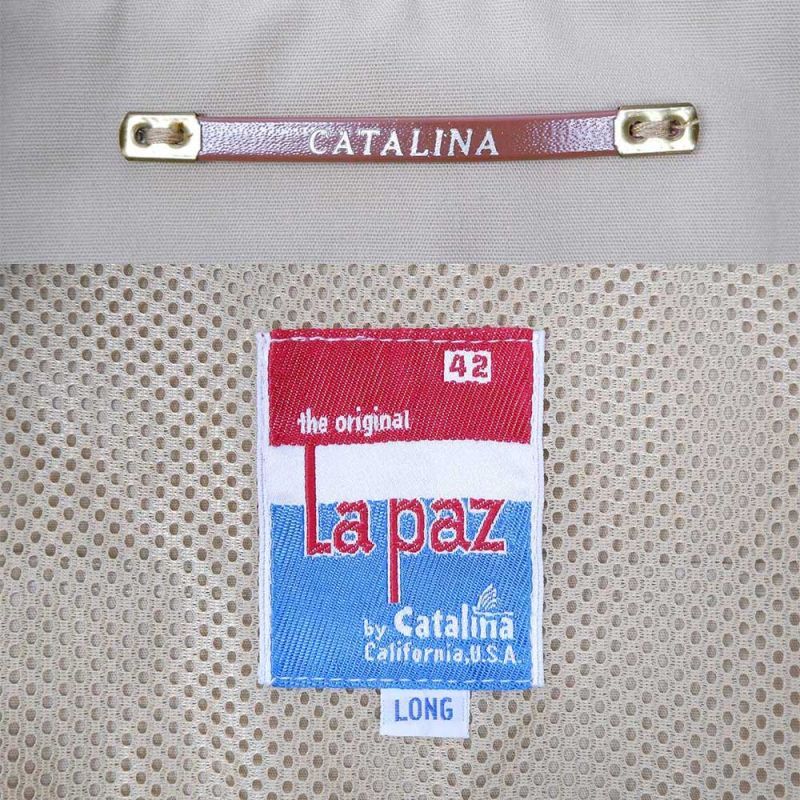 CATALINA
42
the original
La paz
by Catalina
California, U.S.A.
LONG